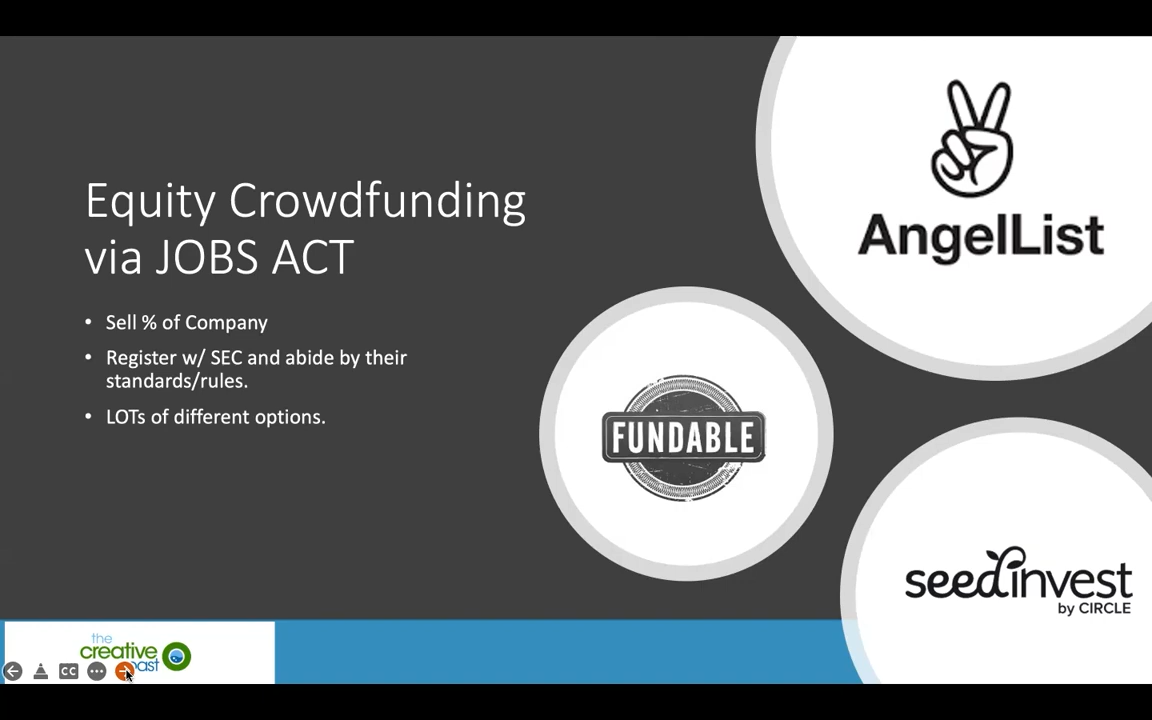 Equity Crowdfunding
via JOBS ACT
• Sell % of Company
• Register w/ SEC and abide by their
standards/rules.
• LOTs of different options.
AngelList
FUNDABLE
seedinvest
by CIRCLE
the
creative
CC